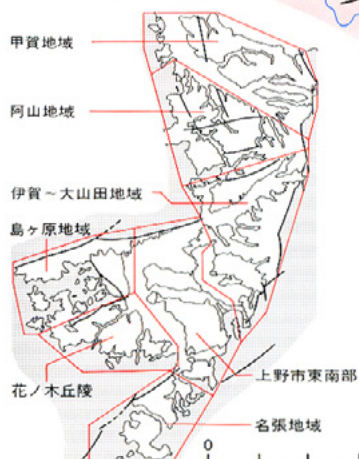 甲賀地域
阿山地域
伊賀～大山田地域
島ヶ原地域
花ノ木丘陵
上野市東南部
名張地域
0